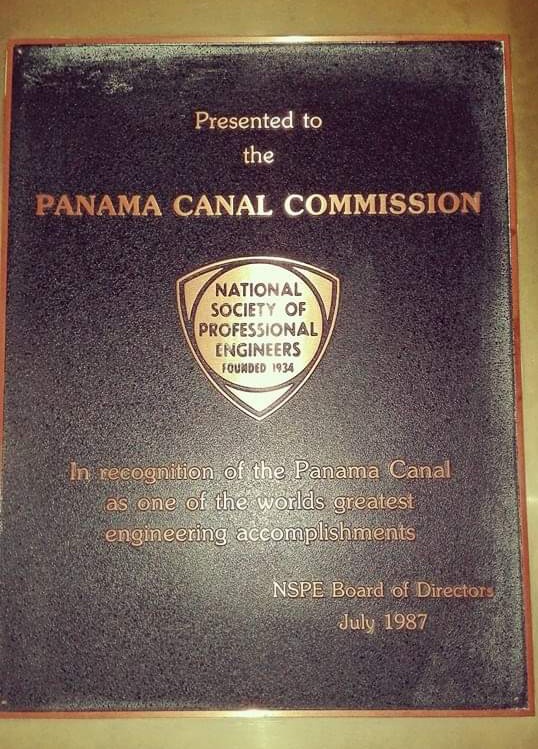 Presented to
the
PANAMA CANAL COMMISSION
NATIONAL
SOCIETY OF
PROFESSIONAL
ENGINEERS
FOUNDED 1934
In recognition of the Panama Canal
as one of the worlds greatest
engineering accomplishments
NSPE Board of Directors
July 1987